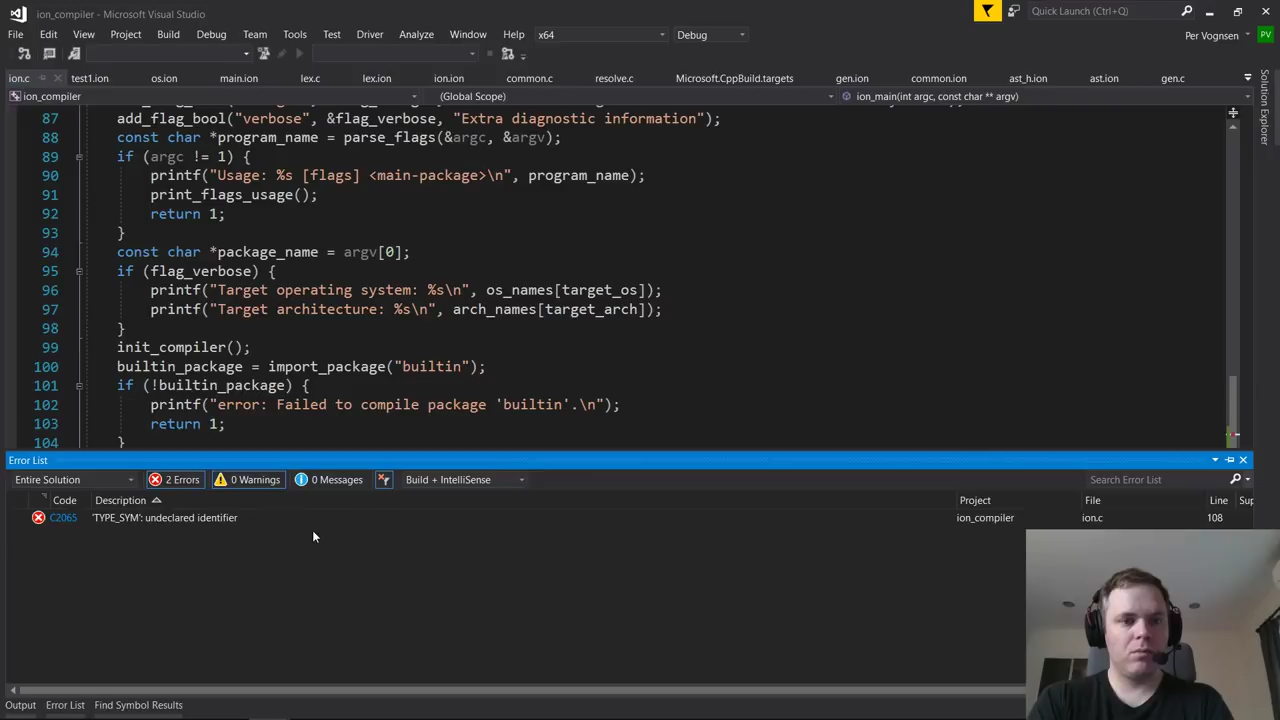 ion_compiler - Microsoft Visual Studio
Quick Launch (Ctrl+Q)
File Edit View Project Build Debug Team Tools Test Driver Analyze Window Help x64 Debug
Per Vognsen PV
ion.c test1.ion os.ion main.ion lex.c lex.ion ion.ion common.c resolve.c Microsoft.CppBuild.targets gen.ion common.ion ast_h.ion ast.ion gen.c
ion_compiler (Global Scope) ion_main(int argc, const char ** argv)
Solution Explorer
87 add_flag_bool("verbose", &flag_verbose, "Extra diagnostic information");
88 const char *program_name = parse_flags(&argc, &argv);
89 if (argc != 1) {
90 printf("Usage: %s [flags] <main-package>\n", program_name);
91 print_flags_usage();
92 return 1;
93 }
94 const char *package_name = argv[0];
95 if (flag_verbose) {
96 printf("Target operating system: %s\n", os_names[target_os]);
97 printf("Target architecture: %s\n", arch_names[target_arch]);
98 }
99 init_compiler();
100 builtin_package = import_package("builtin");
101 if (!builtin_package) {
102 printf("error: Failed to compile package 'builtin'.\n");
103 return 1;
104 }
Error List
Entire Solution 2 Errors 0 Warnings 0 Messages Build + IntelliSense Search Error List
Code Description Project File Line Sup
C2065 'TYPE_SYM': undeclared identifier ion_compiler ion.c 108
Output Error List Find Symbol Results